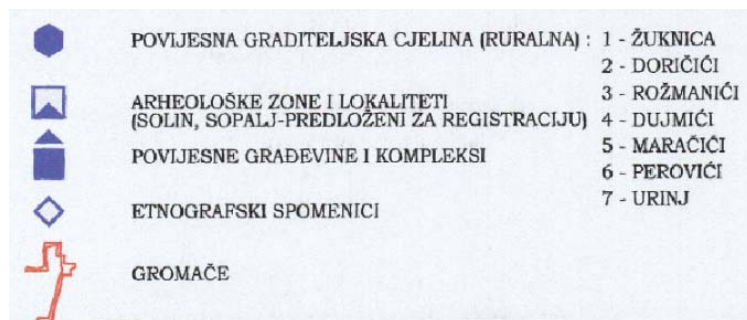 POVIJESNA GRADITELJSKA CJELINA (RURALNA) : 1 - ŽUKNICA
2 - DORIČIĆI
3 - ROŽMANIĆI
4 - DUJMIĆI
5 - MARAČIĆI
6 - PEROVIĆI
7 - URINJ
ARHEOLOŠKE ZONE I LOKALITETI
(SOLIN, SOPALJ-PREDLOŽENI ZA REGISTRACIJU)
POVIJESNE GRAĐEVINE I KOMPLEKSI
ETNOGRAFSKI SPOMENICI
GROMAČE